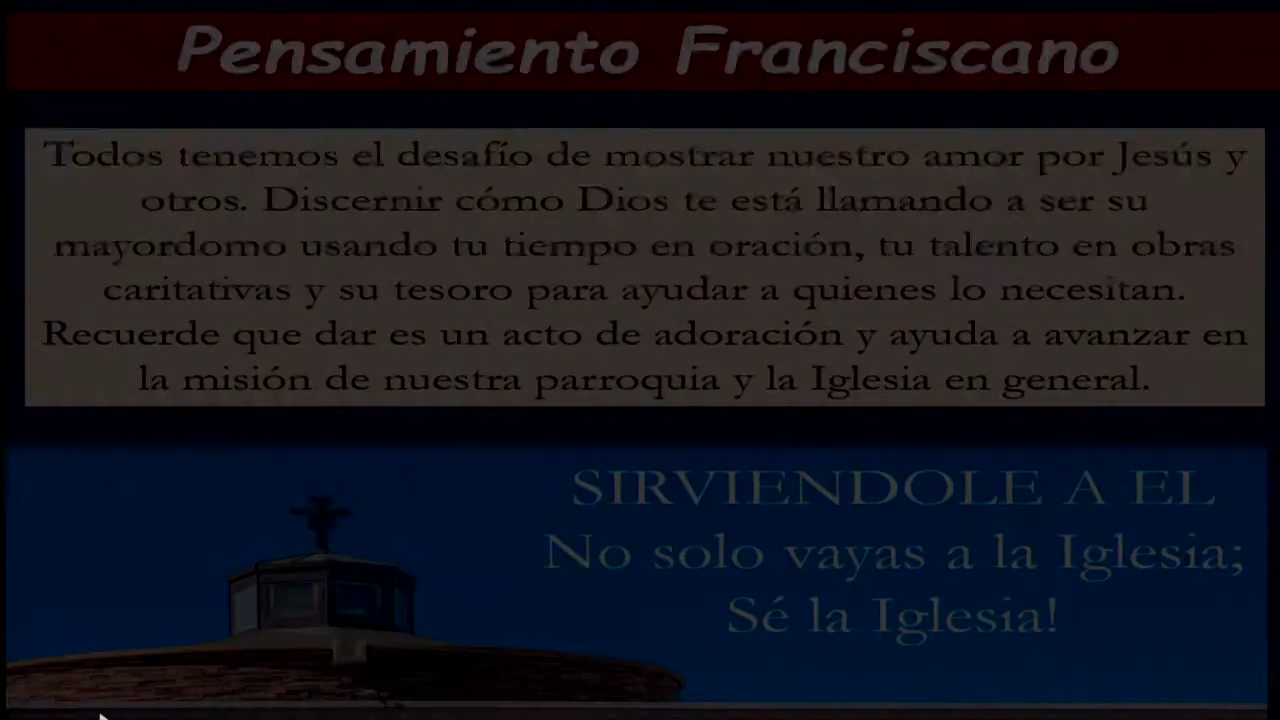 Pensamiento Franciscano
Todos tenemos el desafío de mostrar nuestro amor por Jesús y
otros. Discernir cómo Dios te está llamando a ser su
mayordomo usando tu tiempo en oración, tu talento en obras
caritativas y su tesoro para ayudar a quienes lo necesitan.
Recuerde que dar es un acto de adoración y ayuda a avanzar en
la misión de nuestra parroquia y la Iglesia en general.
SIRVIENDOLE A EL
No solo vayas a la Iglesia;
Sé la Iglesia!